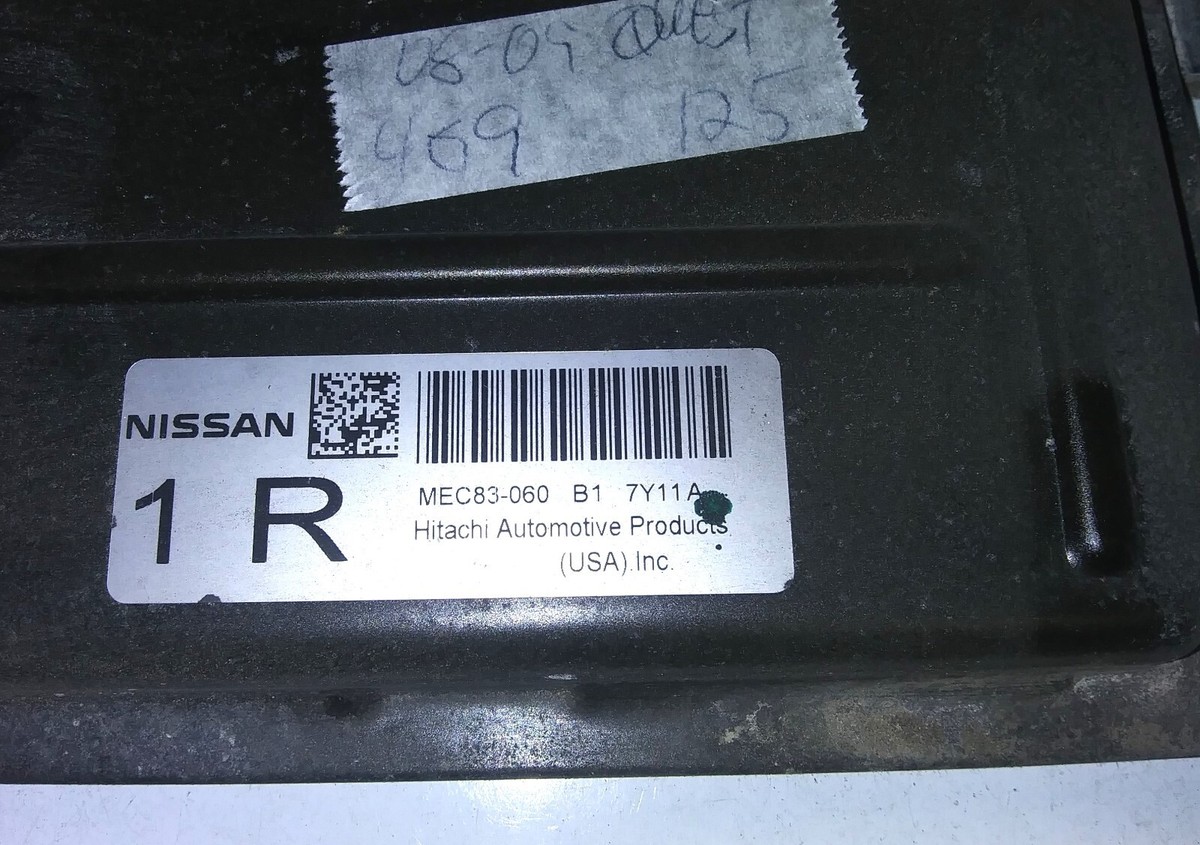 08-09 QUEST
469 125
NISSAN
1 R
MEC83-060 B1 7Y11A
Hitachi Automotive Products
(USA).Inc.